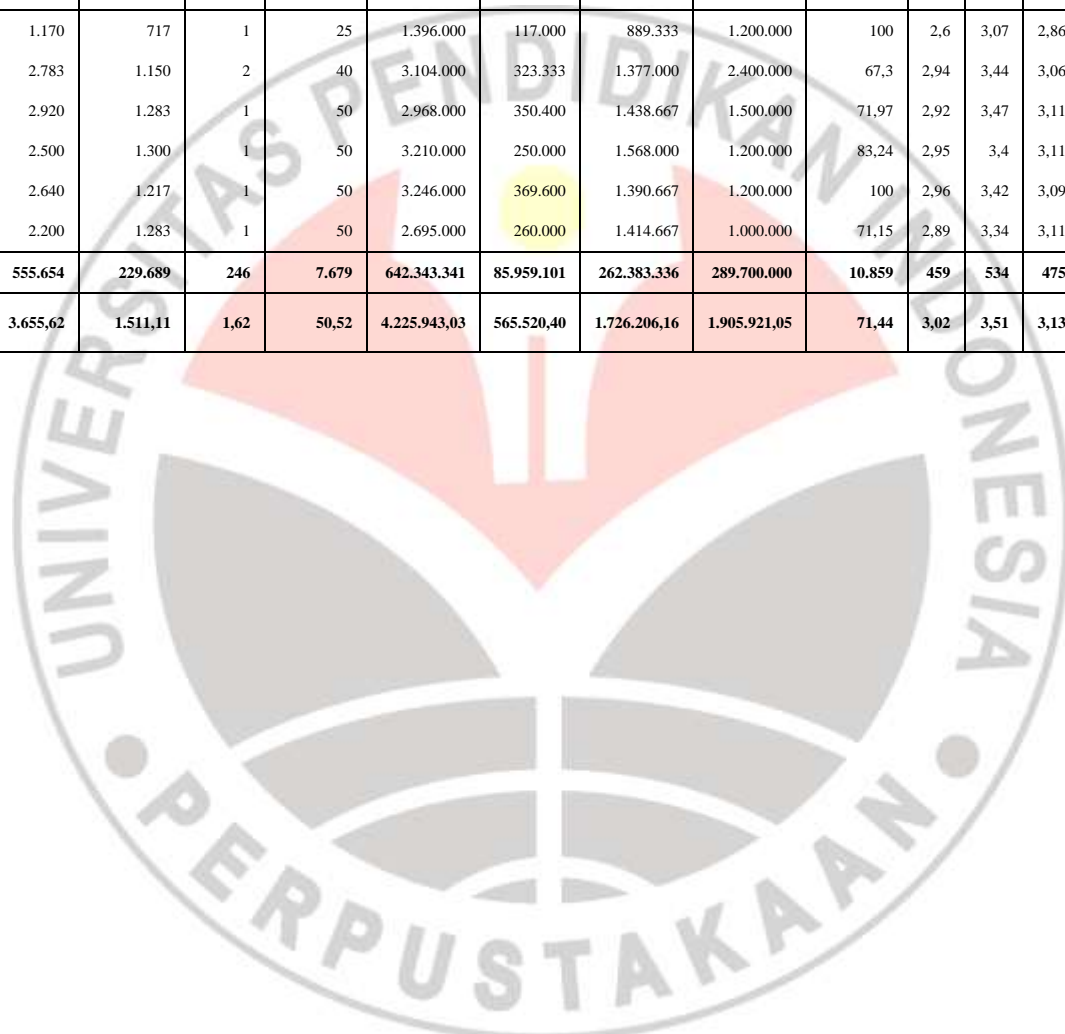 1.170 717 1 25 1.396.000 117.000 889.333 1.200.000 100 2,6 3,07 2,86
2.783 1.150 2 40 3.104.000 323.333 1.377.000 2.400.000 67,3 2,94 3,44 3,06
2.920 1.283 1 50 2.968.000 350.400 1.438.667 1.500.000 71,97 2,92 3,47 3,11
2.500 1.300 1 50 3.210.000 250.000 1.568.000 1.200.000 83,24 2,95 3,4 3,11
2.640 1.217 1 50 3.246.000 369.600 1.390.667 1.200.000 100 2,96 3,42 3,09
2.200 1.283 1 50 2.695.000 260.000 1.414.667 1.000.000 71,15 2,89 3,34 3,11
555.654 229.689 246 7.679 642.343.341 85.959.101 262.383.336 289.700.000 10.859 459 534 475
3.655,62 1.511,11 1,62 50,52 4.225.943,03 565.520,40 1.726.206,16 1.905.921,05 71,44 3,02 3,51 3,13
UNIVERSITAS PENDIDIKAN INDONESIA
PERPUSTAKAAN